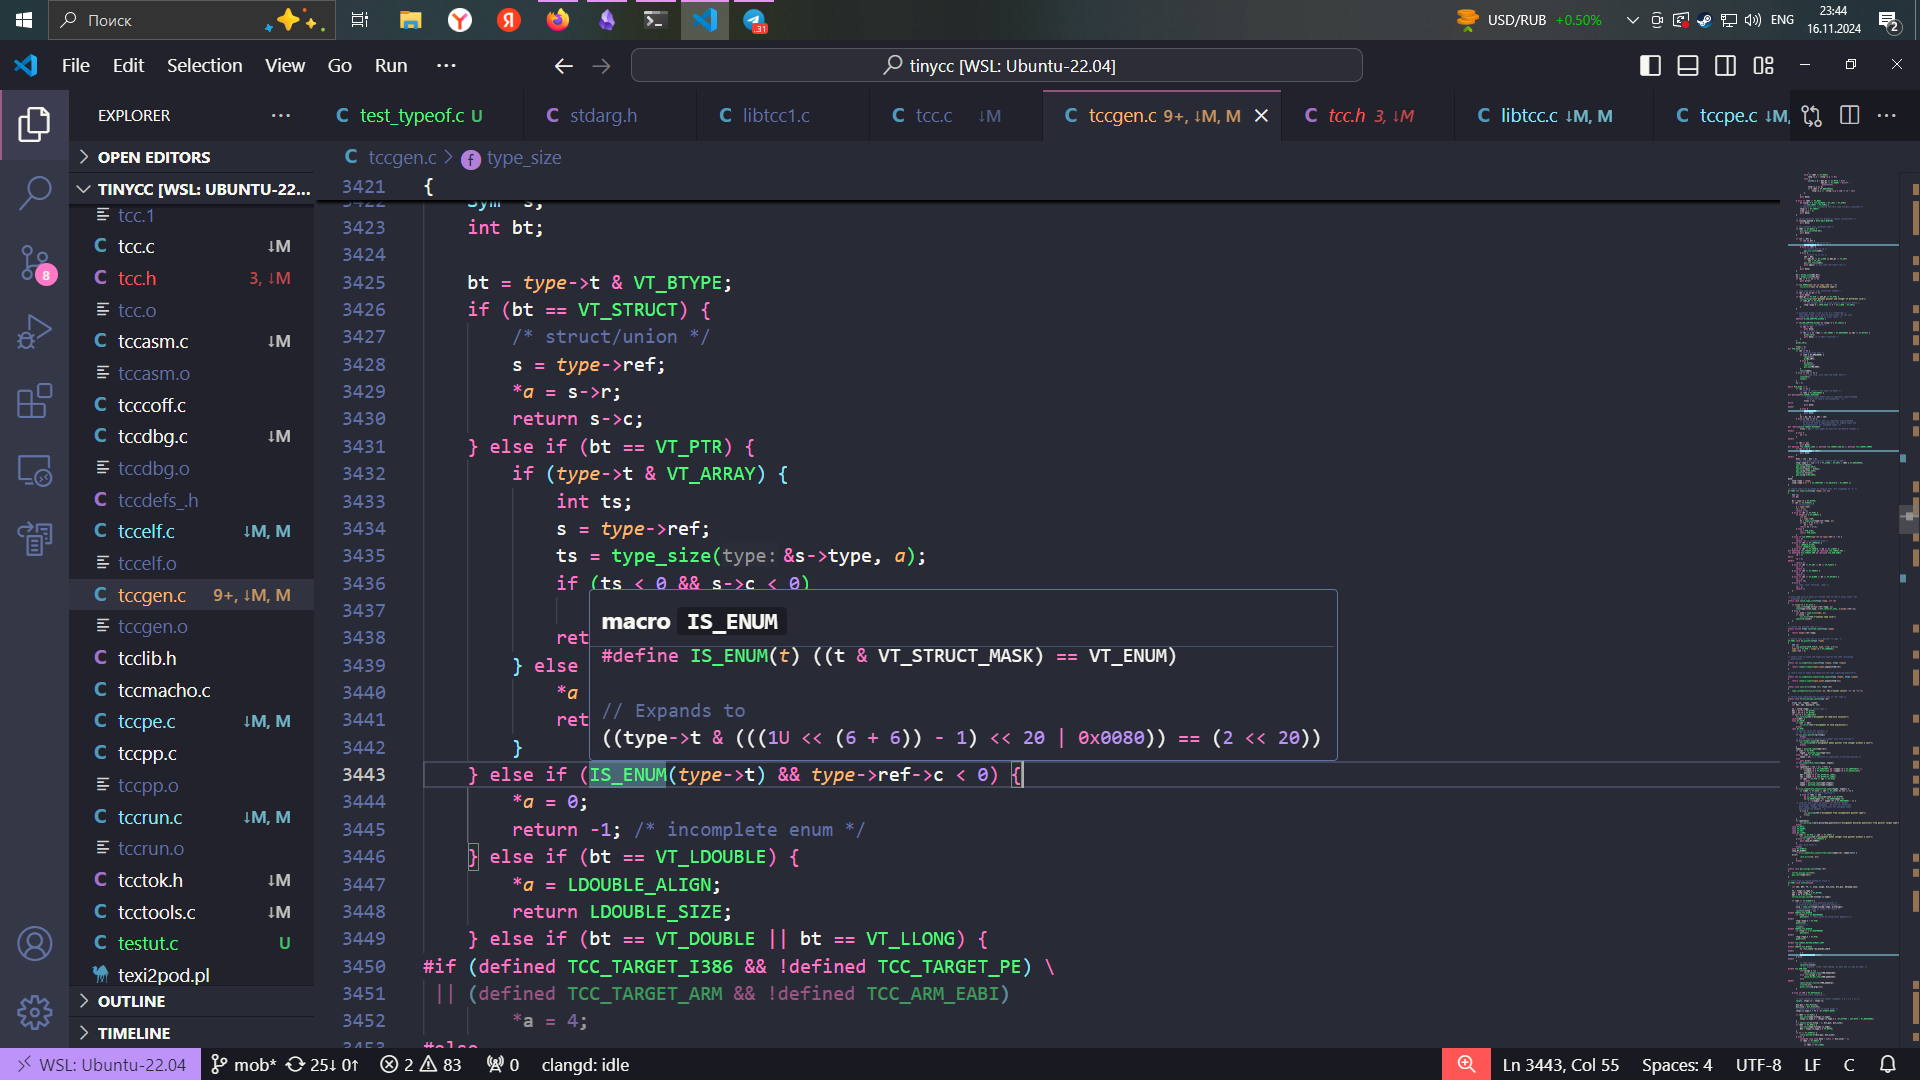 Поиск
USD/RUB +0.50%
ENG
23:44
16.11.2024
2
31
File Edit Selection View Go Run ···
tinycc [WSL: Ubuntu-22.04]
EXPLORER
test_typeof.c U
stdarg.h
libtcc1.c
tcc.c ↓M
tccgen.c 9+, ↓M, M
tcc.h 3, ↓M
libtcc.c ↓M, M
tccpe.c ↓M,
OPEN EDITORS
TINYCC [WSL: UBUNTU-22...
tcc.1
tcc.c ↓M
tcc.h 3, ↓M
tcc.o
tccasm.c ↓M
tccasm.o
tcccoff.c
tccdbg.c ↓M
tccdbg.o
tccdefs_.h
tccelf.c ↓M, M
tccelf.o
tccgen.c 9+, ↓M, M
tccgen.o
tcclib.h
tccmacho.c
tccpe.c ↓M, M
tccpp.c
tccpp.o
tccrun.c ↓M, M
tccrun.o
tcctok.h ↓M
tcctools.c ↓M
testut.c U
texi2pod.pl
OUTLINE
TIMELINE
8
tccgen.c > type_size
3421 {
3422 Sym *s;
3423 int bt;
3424
3425 bt = type->t & VT_BTYPE;
3426 if (bt == VT_STRUCT) {
3427 /* struct/union */
3428 s = type->ref;
3429 *a = s->r;
3430 return s->c;
3431 } else if (bt == VT_PTR) {
3432 if (type->t & VT_ARRAY) {
3433 int ts;
3434 s = type->ref;
3435 ts = type_size(type: &s->type, a);
3436 if (ts < 0 && s->c < 0)
3437
3438 ret
3439 } else
3440 *a
3441 ret
3442 }
macro IS_ENUM
#define IS_ENUM(t) ((t & VT_STRUCT_MASK) == VT_ENUM)
// Expands to
((type->t & (((1U << (6 + 6)) - 1) << 20 | 0x0080)) == (2 << 20))
3443 } else if (IS_ENUM(type->t) && type->ref->c < 0) {
3444 *a = 0;
3445 return -1; /* incomplete enum */
3446 } else if (bt == VT_LDOUBLE) {
3447 *a = LDOUBLE_ALIGN;
3448 return LDOUBLE_SIZE;
3449 } else if (bt == VT_DOUBLE || bt == VT_LLONG) {
3450 #if (defined TCC_TARGET_I386 && !defined TCC_TARGET_PE) \
3451 || (defined TCC_TARGET_ARM && !defined TCC_ARM_EABI)
3452 *a = 4;
3453 #else
WSL: Ubuntu-22.04 mob* 25↓ 0↑ 2 83 0 clangd: idle
Ln 3443, Col 55 Spaces: 4 UTF-8 LF C